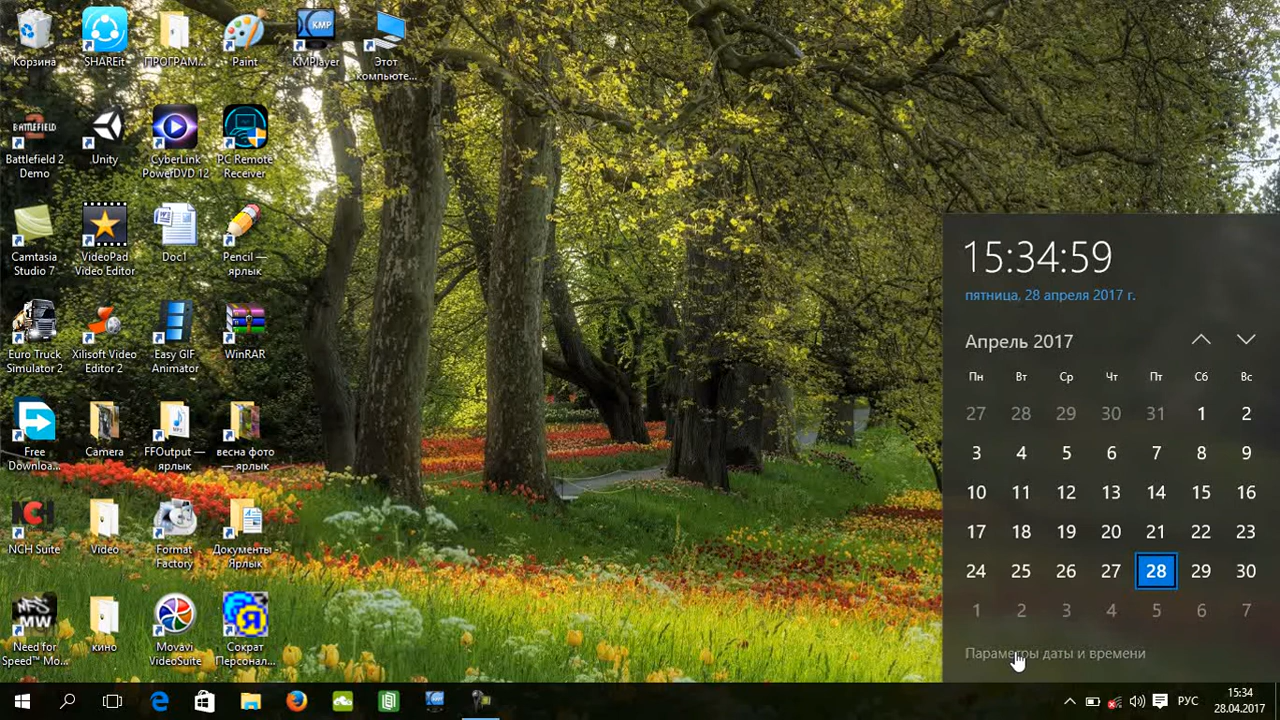 Корзина
SHAREit
ПРОГРАМ...
Paint
KMP
KMPlayer
Этот
компьюте...
BATTLEFIELD
2
Battlefield 2
Demo
Unity
CyberLink
PowerDVD 12
PC Remote
Receiver
Camtasia
Studio 7
VideoPad
Video Editor
Doc1
Pencil —
ярлык
Euro Truck
Simulator 2
Xilisoft Video
Editor 2
Easy GIF
Animator
WinRAR
Free
Downloa...
Camera
FFOutput —
ярлык
весна фото
— ярлык
NCH Suite
Video
Format
Factory
Документы -
Ярлык
NFS
MW
Need for
Speed™ Mo...
кино
Movavi
VideoSuite
Я
Сократ
Персонал...
15:34:59
пятница, 28 апреля 2017 г.
Апрель 2017
Пн Вт Ср Чт Пт Сб Вс
27 28 29 30 31 1 2
3 4 5 6 7 8 9
10 11 12 13 14 15 16
17 18 19 20 21 22 23
24 25 26 27 28 29 30
1 2 3 4 5 6 7
Параметры даты и времени
РУС
15:34
28.04.2017